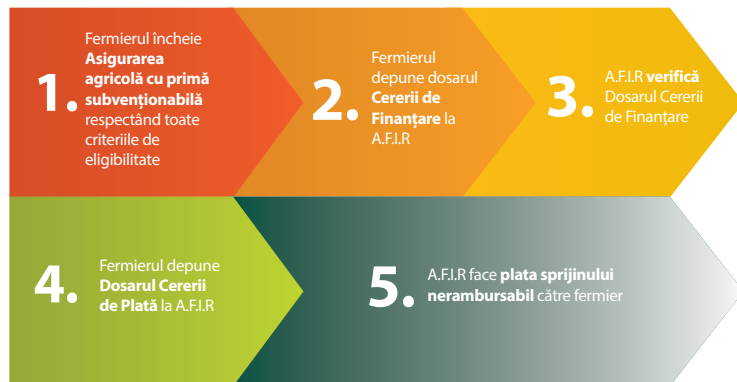 1.
Fermierul încheie
Asigurarea
agricolă cu primă
subvenționabilă
respectând toate
criteriile de
eligibilitate
2.
Fermierul
depune dosarul
Cererii de
Finanțare la
A.F.I.R
3.
A.F.I.R verifică
Dosarul Cererii
de Finanțare
4.
Fermierul depune
Dosarul Cererii
de Plată la A.F.I.R
5.
A.F.I.R face plata sprijinului
nerambursabil către fermier